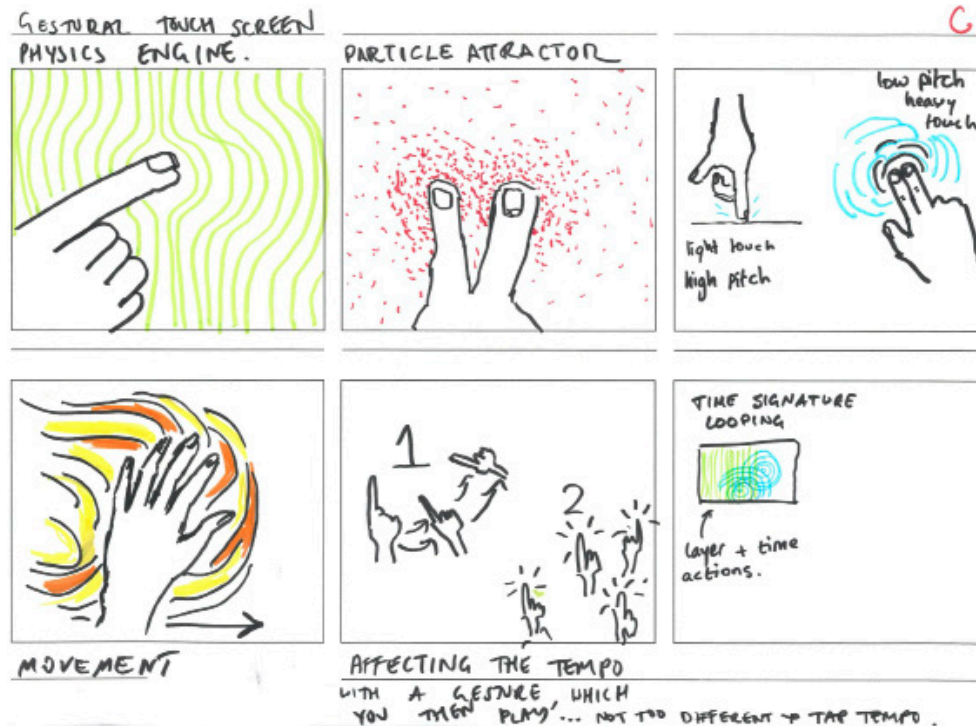 GESTURAL TOUCH SCREEN
PHYSICS ENGINE.
PARTICLE ATTRACTOR
C
low pitch
heavy
touch
light touch
high pitch
1
2
TIME SIGNATURE
LOOPING
layer + time
actions.
MOVEMENT
AFFECTING THE TEMPO
WITH A GESTURE, WHICH
YOU THEN 'PLAY'... NOT TOO DIFFERENT TO TAP TEMPO.